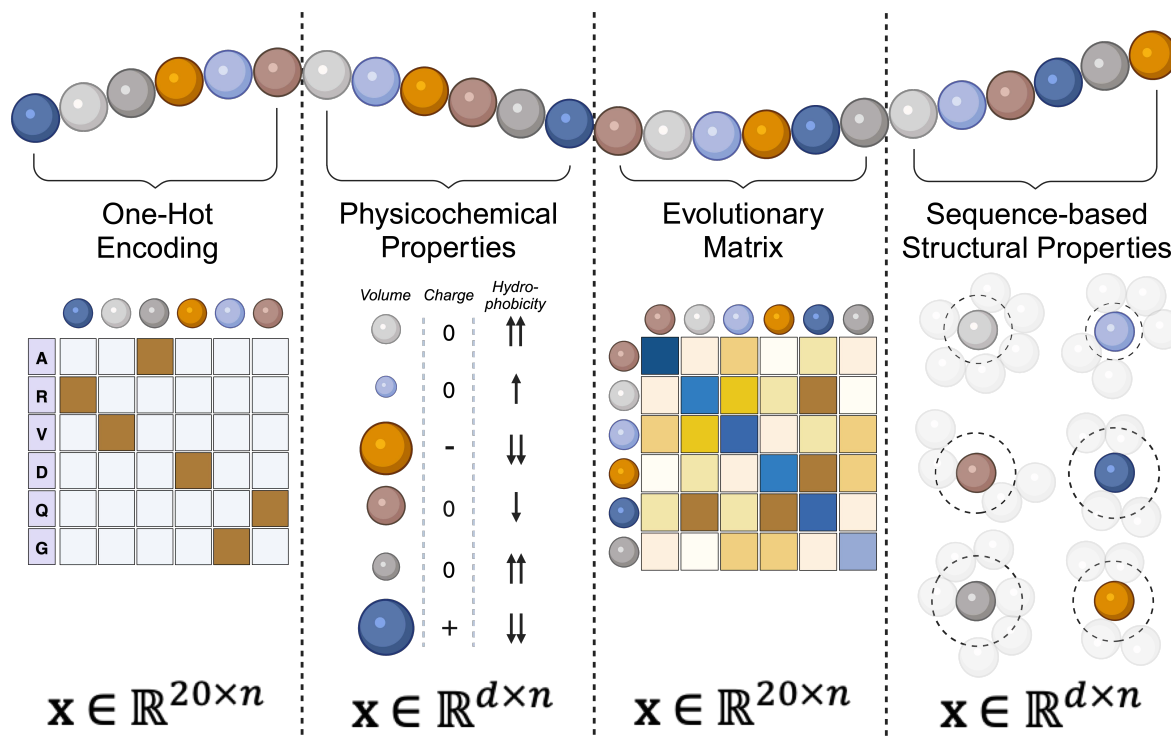 One-Hot
Encoding
A
R
V
D
Q
G
x ∈ ℝ^{20×n}
Physicochemical
Properties
Volume Charge Hydro-
phobicity
0
0
-
0
0
+
x ∈ ℝ^{d×n}
Evolutionary
Matrix
x ∈ ℝ^{20×n}
Sequence-based
Structural Properties
x ∈ ℝ^{d×n}